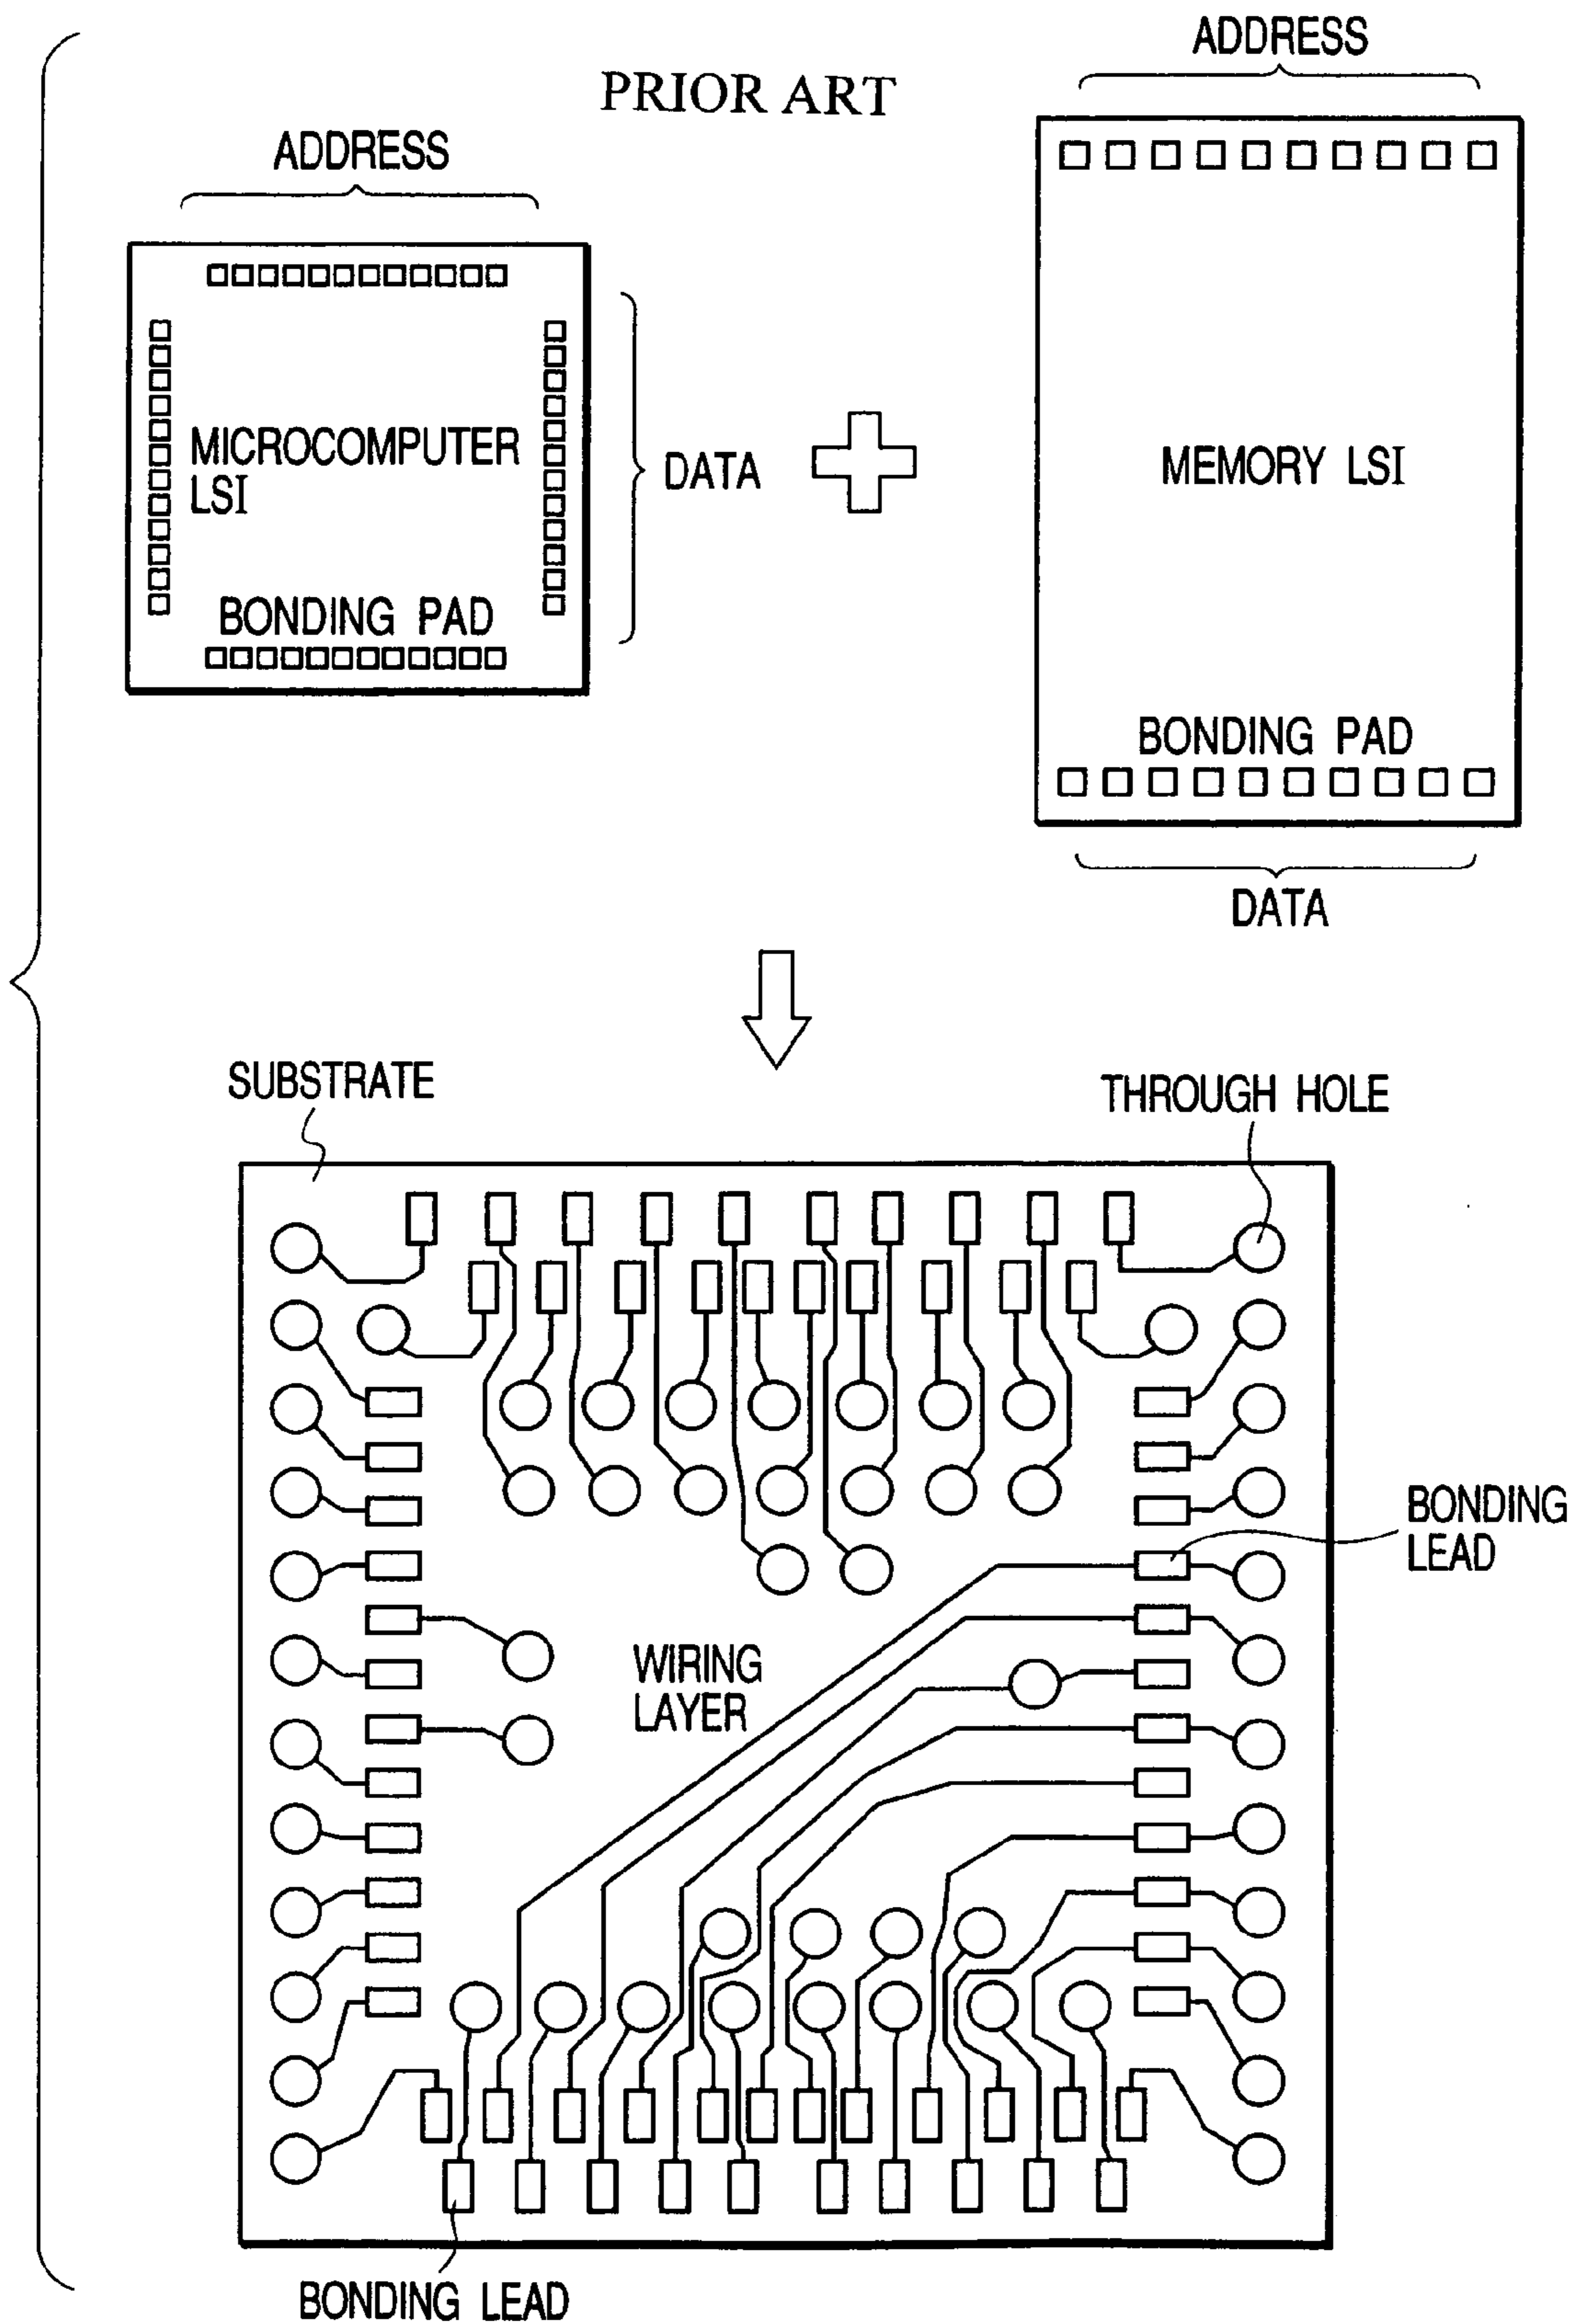 PRIOR ART
ADDRESS
ADDRESS
MICROCOMPUTER
LSI
DATA
BONDING PAD
MEMORY LSI
BONDING PAD
DATA
SUBSTRATE
THROUGH HOLE
BONDING
LEAD
WIRING
LAYER
BONDING LEAD